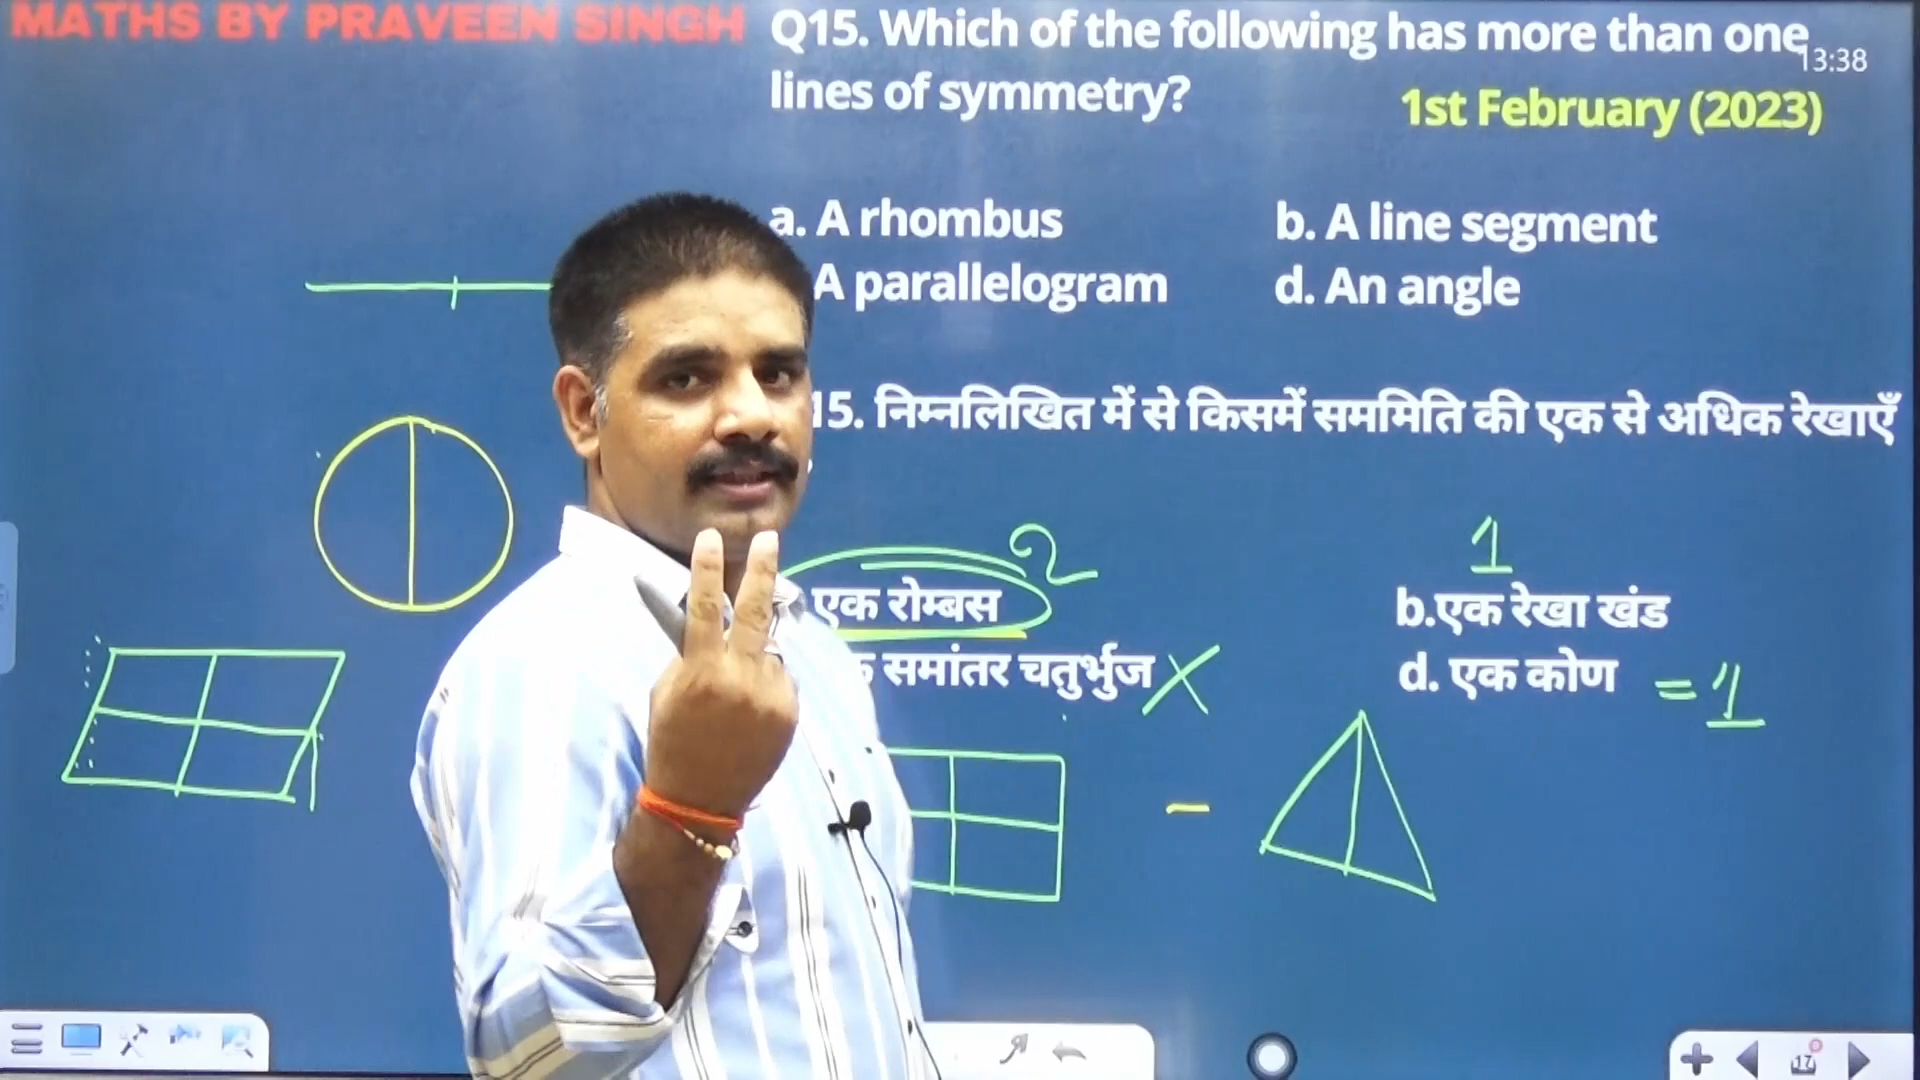 MATHS BY PRAVEEN SINGH
Q15. Which of the following has more than one
lines of symmetry?
13:38
1st February (2023)
a. A rhombus
b. A line segment
A parallelogram
d. An angle
15. निम्नलिखित में से किसमें सममिति की एक से अधिक रेखाएँ
2
1
एक रोम्बस
b.एक रेखा खंड
समांतर चतुर्भुज X
d. एक कोण = 1
17